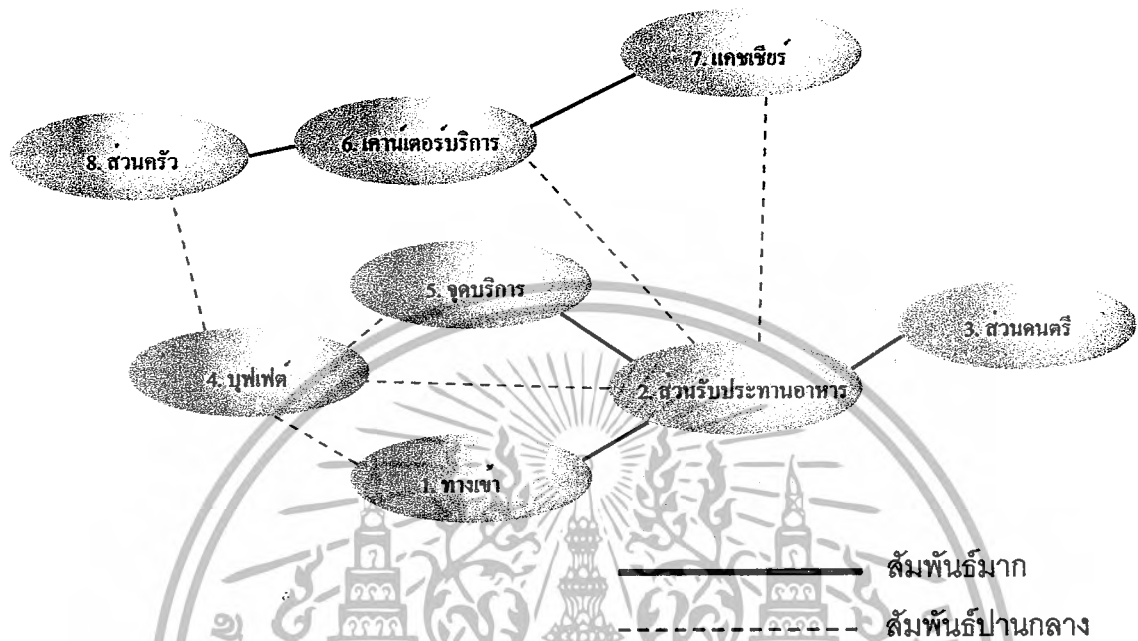 7. แคชเชียร์
6. เคาน์เตอร์บริการ
8. ส่วนครัว
5. จุดบริการ
3. ส่วนดนตรี
4. บุฟเฟต์
2. ส่วนรับประทานอาหาร
1. ทางเข้า
สัมพันธ์มาก
สัมพันธ์ปานกลาง